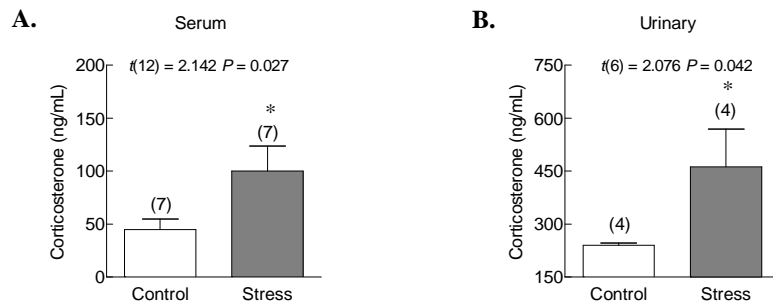 A.
Serum
t(12) = 2.142 P = 0.027
Corticosterone (ng/mL)
200
150
100
50
0
(7)
*
(7)
Control
Stress
B.
Urinary
t(6) = 2.076 P = 0.042
Corticosterone (ng/mL)
750
600
450
300
150
(4)
*
(4)
Control
Stress